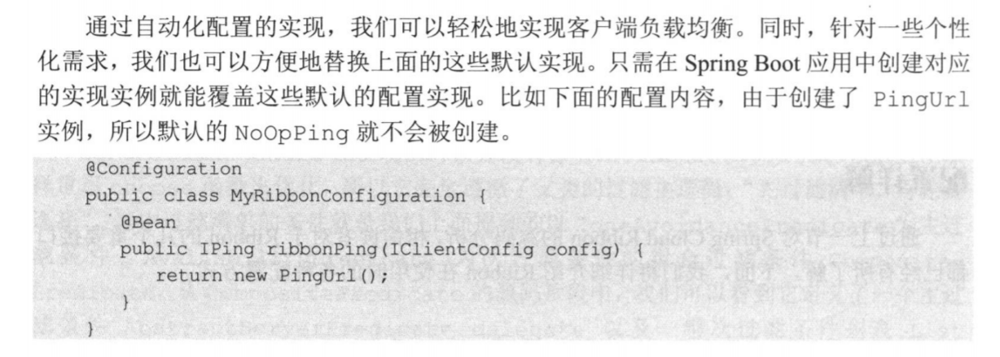 通过自动化配置的实现，我们可以轻松地实现客户端负载均衡。同时，针对一些个性
化需求，我们也可以方便地替换上面的这些默认实现。只需在 Spring Boot 应用中创建对应
的实现实例就能覆盖这些默认的配置实现。比如下面的配置内容，由于创建了 PingUrl
实例，所以默认的 NoOpPing 就不会被创建。
@Configuration
public class MyRibbonConfiguration {
@Bean
public IPing ribbonPing(IClientConfig config) {
return new PingUrl();
}
}